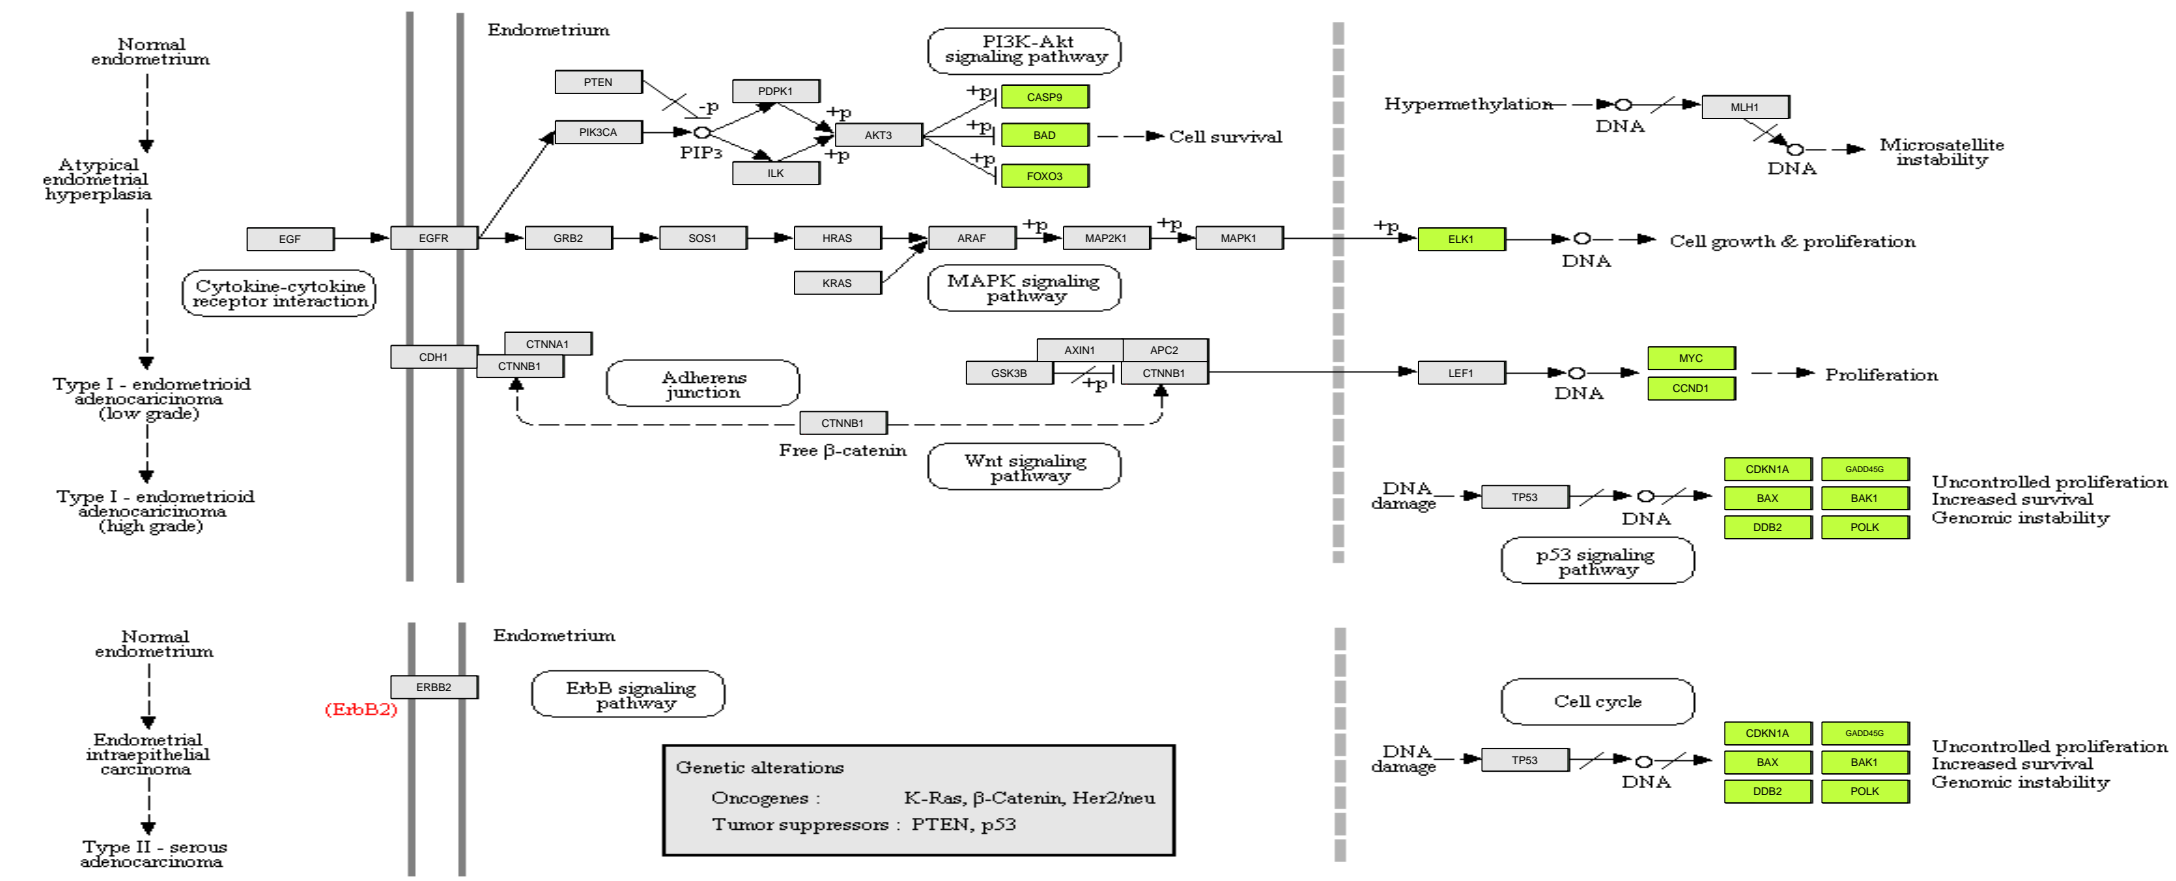 Normal
endometrium
Atypical
endometrial
hyperplasia
Type I - endometrioid
adenocaricinoma
(low grade)
Type I - endometrioid
adenocaricinoma
(high grade)
Endometrium
PTEN
-p
PIK3CA
PIP3
PDPK1
ILK
+p
+p
AKT3
PI3K-Akt
signaling pathway
+p
CASP9
+p
BAD
+p
FOXO3
Cell survival
Hypermethylation
DNA
MLH1
DNA
Microsatellite
instability
EGF
EGFR
GRB2
SOS1
HRAS
KRAS
ARAF
+p
MAP2K1
+p
MAPK1
+p
ELK1
DNA
Cell growth & proliferation
Cytokine-cytokine
receptor interaction
MAPK signaling
pathway
CDH1
CTNNA1
CTNNB1
Adherens
junction
AXIN1
APC2
GSK3B
+p
CTNNB1
LEF1
DNA
MYC
CCND1
Proliferation
CTNNB1
Free β-catenin
Wnt signaling
pathway
DNA
damage
TP53
DNA
CDKN1A
GADD45G
BAX
BAK1
DDB2
POLK
Uncontrolled proliferation
Increased survival
Genomic instability
p53 signaling
pathway
Normal
endometrium
Endometrial
intraepithelial
carcinoma
Type II - serous
adenocarcinoma
Endometrium
ERBB2
(ErbB2)
ErbB signaling
pathway
Cell cycle
DNA
damage
TP53
DNA
CDKN1A
GADD45G
BAX
BAK1
DDB2
POLK
Uncontrolled proliferation
Increased survival
Genomic instability
Genetic alterations
Oncogenes : K-Ras, β-Catenin, Her2/neu
Tumor suppressors : PTEN, p53